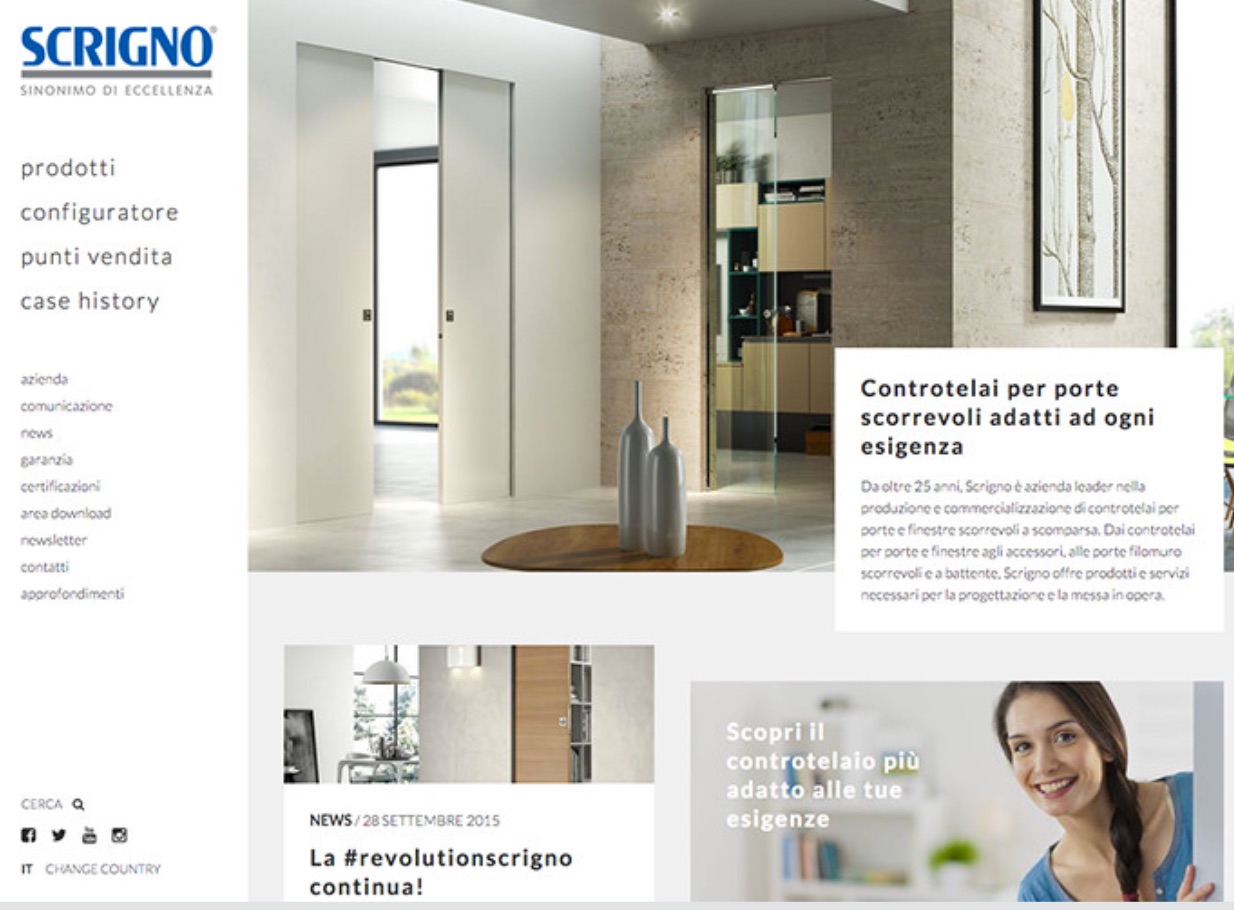 SCRIGNO®
SINONIMO DI ECCELLENZA
prodotti
configuratore
punti vendita
case history
azienda
comunicazione
news
garanzia
certificazioni
area download
newsletter
contatti
approfondimenti
CERCA
IT CHANGE COUNTRY
Controtelai per porte
scorrevoli adatti ad ogni
esigenza
Da oltre 25 anni, Scrigno è azienda leader nella
produzione e commercializzazione di controtelai per
porte e finestre scorrevoli a scomparsa. Dai controtelai
per porte e finestre agli accessori, alle porte filomuro
scorrevoli e a battente, Scrigno offre prodotti e servizi
necessari per la progettazione e la messa in opera.
NEWS / 28 SETTEMBRE 2015
La #revolutionscrigno
continua!
Scopri il
controtelaio più
adatto alle tue
esigenze